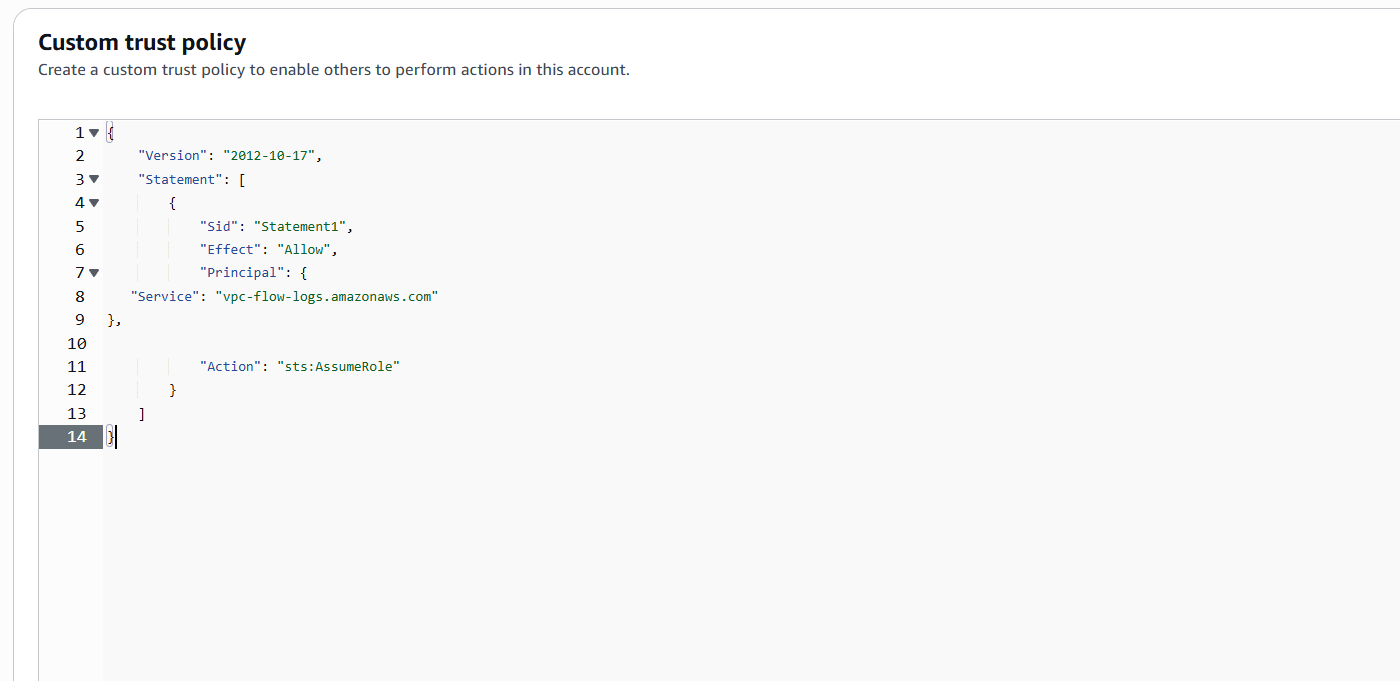 Custom trust policy
Create a custom trust policy to enable others to perform actions in this account.
1 {
2 "Version": "2012-10-17",
3 "Statement": [
4 {
5 "Sid": "Statement1",
6 "Effect": "Allow",
7 "Principal": {
8 "Service": "vpc-flow-logs.amazonaws.com"
9 },
10
11 "Action": "sts:AssumeRole"
12 }
13 ]
14 }